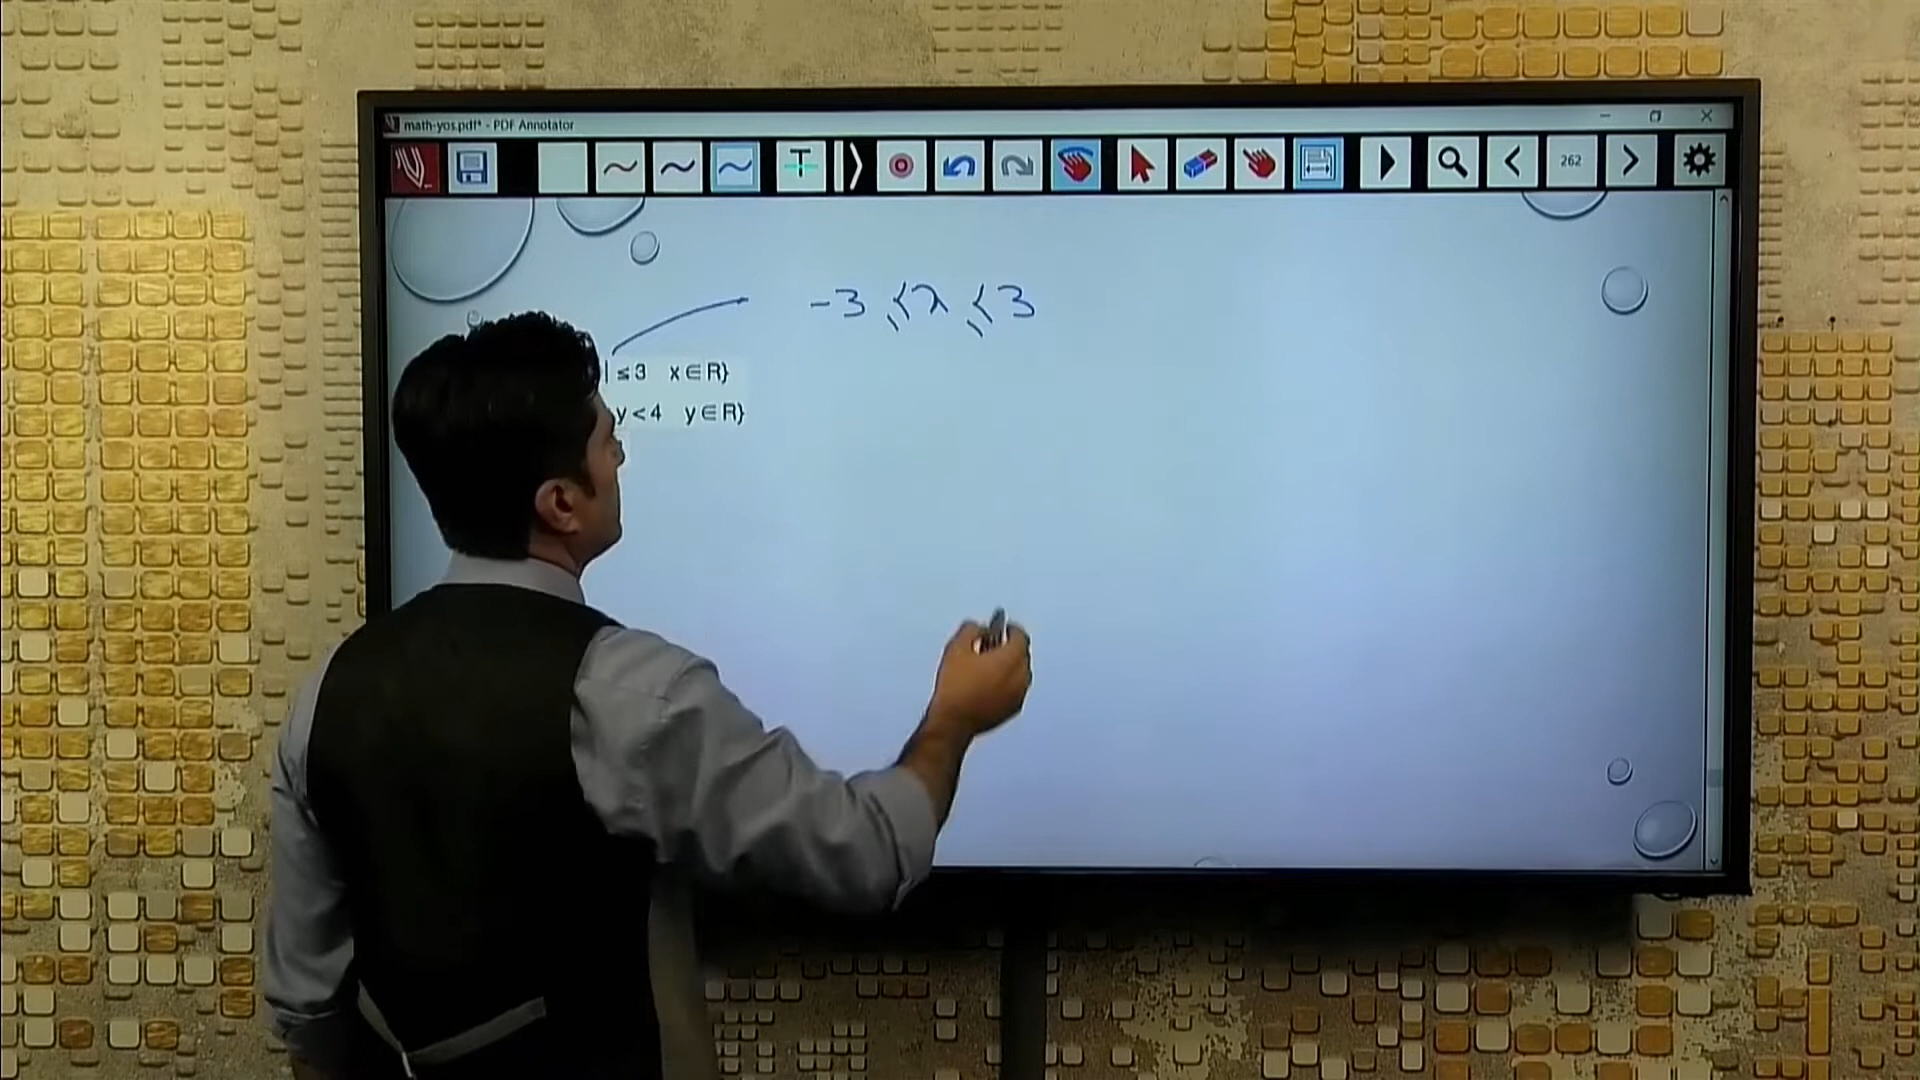 math-yos.pdf* - PDF Annotator
262
-3 ≤ x ≤ 3
| ≤ 3 x ∈ R}
y < 4 y ∈ R}